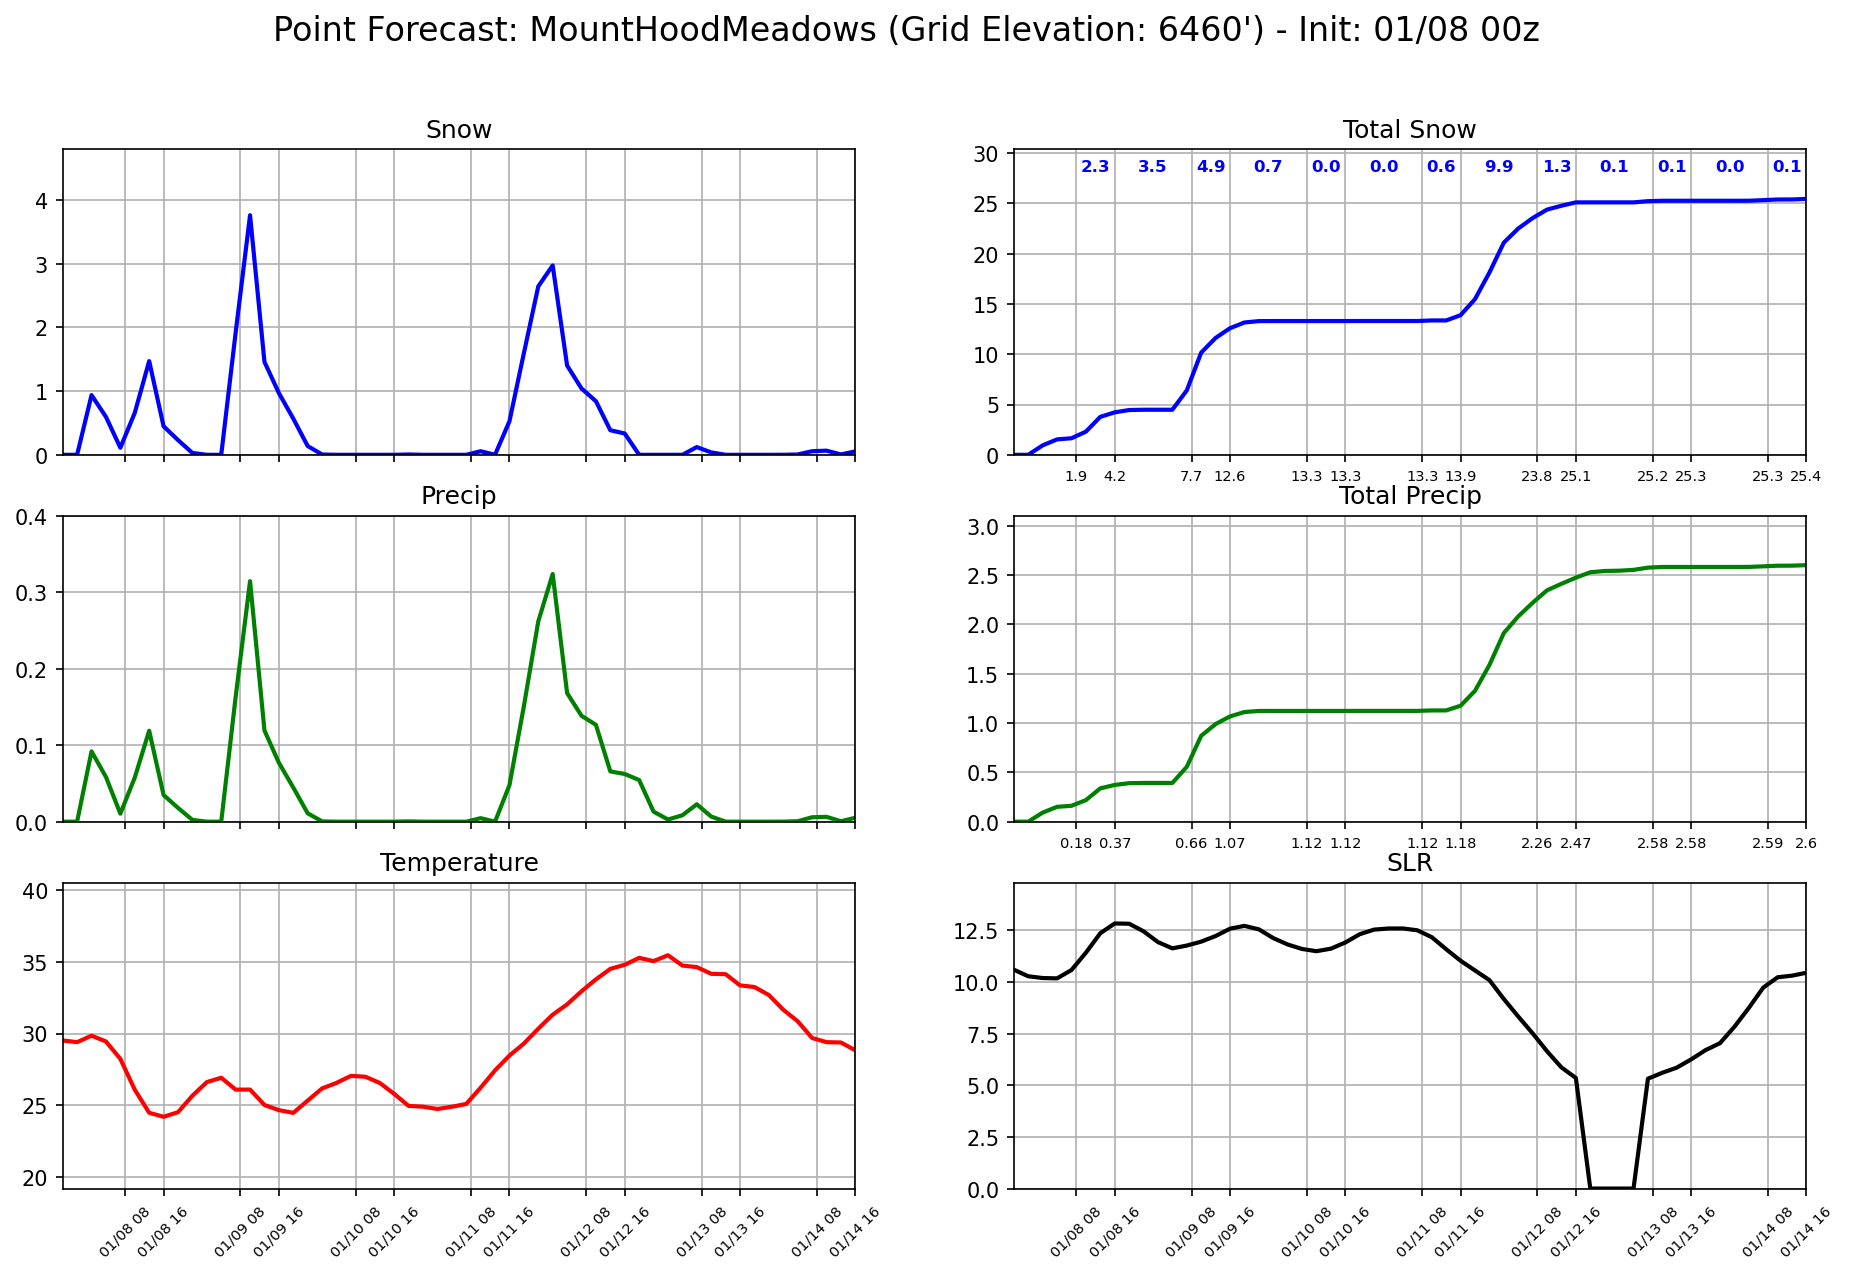 Point Forecast: MountHoodMeadows (Grid Elevation: 6460') - Init: 01/08 00z
Snow
4
3
2
1
0
Total Snow
30
25
20
15
10
5
0
2.3 3.5 4.9 0.7 0.0 0.0 0.6 9.9 1.3 0.1 0.1 0.0 0.1
1.9 4.2 7.7 12.6 13.3 13.3 13.3 13.9 23.8 25.1 25.2 25.3 25.3 25.4
Precip
0.4
0.3
0.2
0.1
0.0
Total Precip
3.0
2.5
2.0
1.5
1.0
0.5
0.0
0.18 0.37 0.66 1.07 1.12 1.12 1.12 1.18 2.26 2.47 2.58 2.58 2.59 2.6
Temperature
40
35
30
25
20
01/08 08 01/08 16 01/09 08 01/09 16 01/10 08 01/10 16 01/11 08 01/11 16 01/12 08 01/12 16 01/13 08 01/13 16 01/14 08 01/14 16
SLR
12.5
10.0
7.5
5.0
2.5
0.0
01/08 08 01/08 16 01/09 08 01/09 16 01/10 08 01/10 16 01/11 08 01/11 16 01/12 08 01/12 16 01/13 08 01/13 16 01/14 08 01/14 16